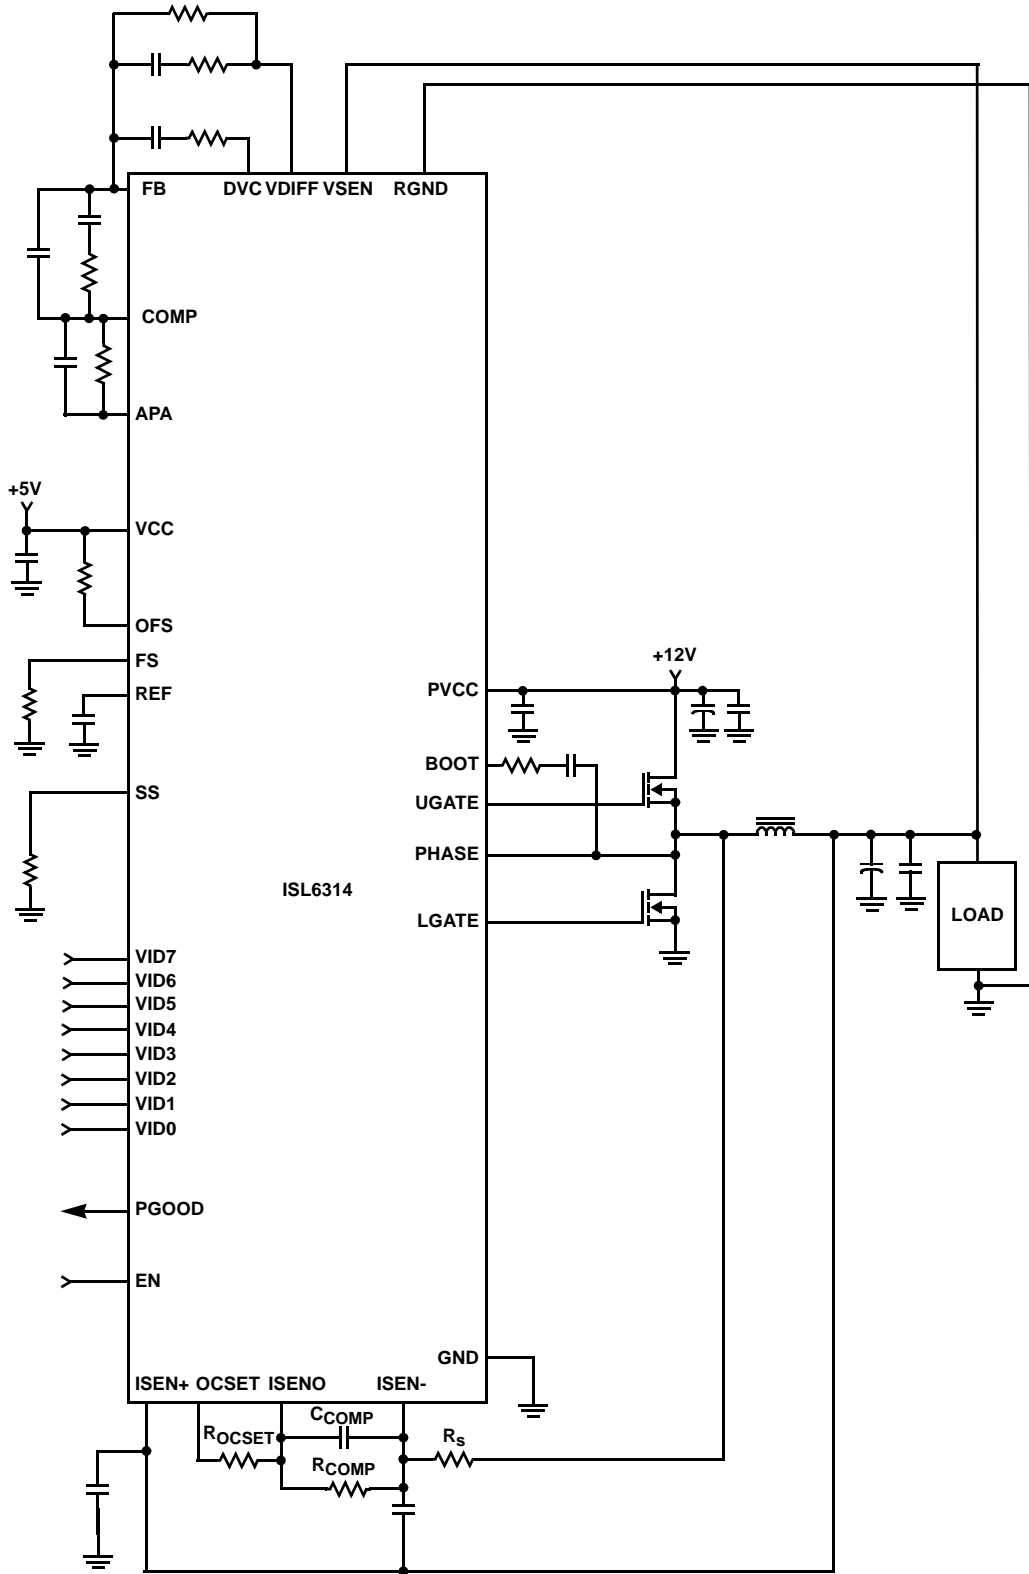 FB
DVC VDIFF VSEN RGND
COMP
APA
+5V
VCC
OFS
FS
REF
SS
+12V
PVCC
BOOT
UGATE
PHASE
LGATE
ISL6314
LOAD
VID7
VID6
VID5
VID4
VID3
VID2
VID1
VID0
PGOOD
EN
GND
ISEN+ OCSET ISENO ISEN-
CCOMP
ROCSET
RCOMP
Rs